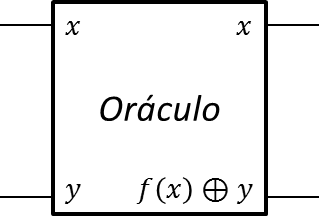 x x
Oráculo
y f(x) ⊕ y